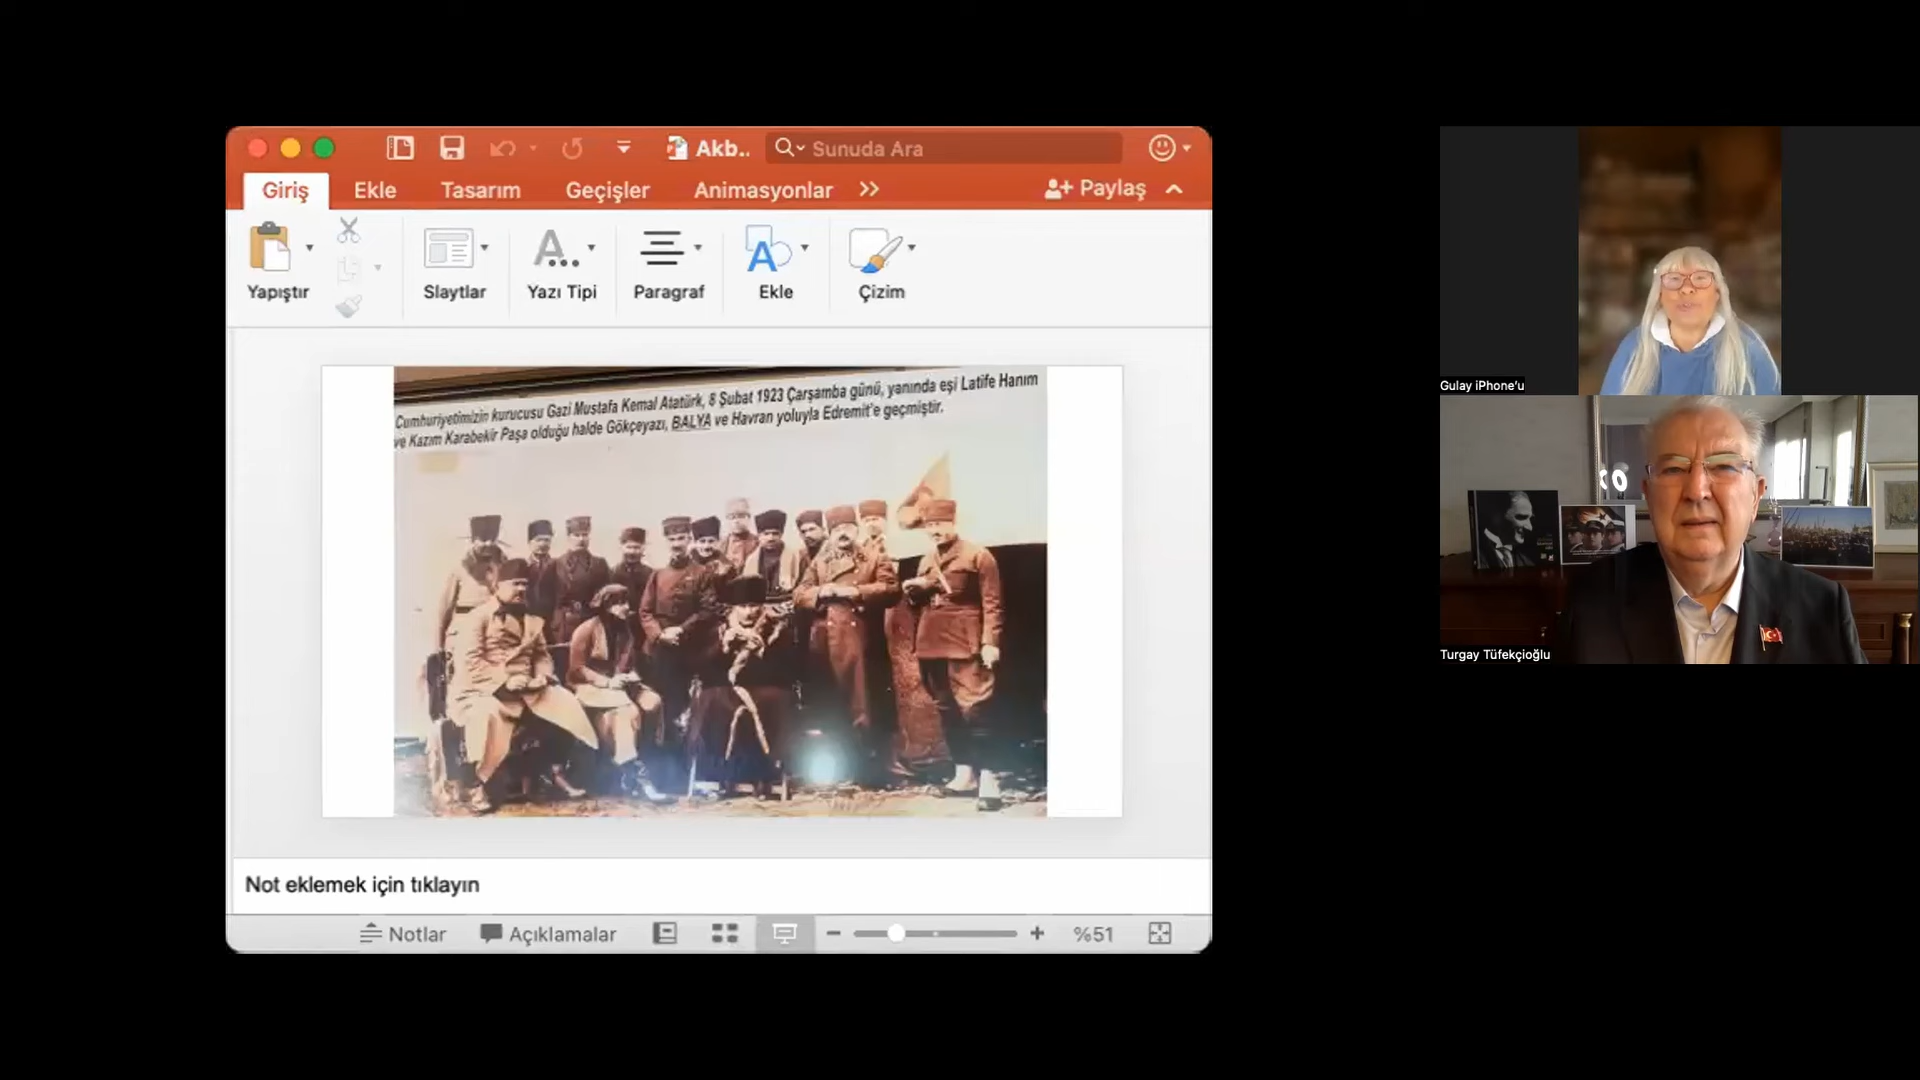 Akb..
Sunuda Ara
Giriş
Ekle
Tasarım
Geçişler
Animasyonlar
Paylaş
Yapıştır
Slaytlar
Yazı Tipi
Paragraf
Ekle
Çizim
Cumhuriyetimizin kurucusu Gazi Mustafa Kemal Atatürk, 8 Şubat 1923 Çarşamba günü, yanında eşi Latife Hanım
ve Kazım Karabekir Paşa olduğu halde Gökçeyazı, BALYA ve Havran yoluyla Edremit'e geçmiştir.
Not eklemek için tıklayın
Notlar
Açıklamalar
%51
Gulay iPhone'u
Turgay Tüfekçioğlu